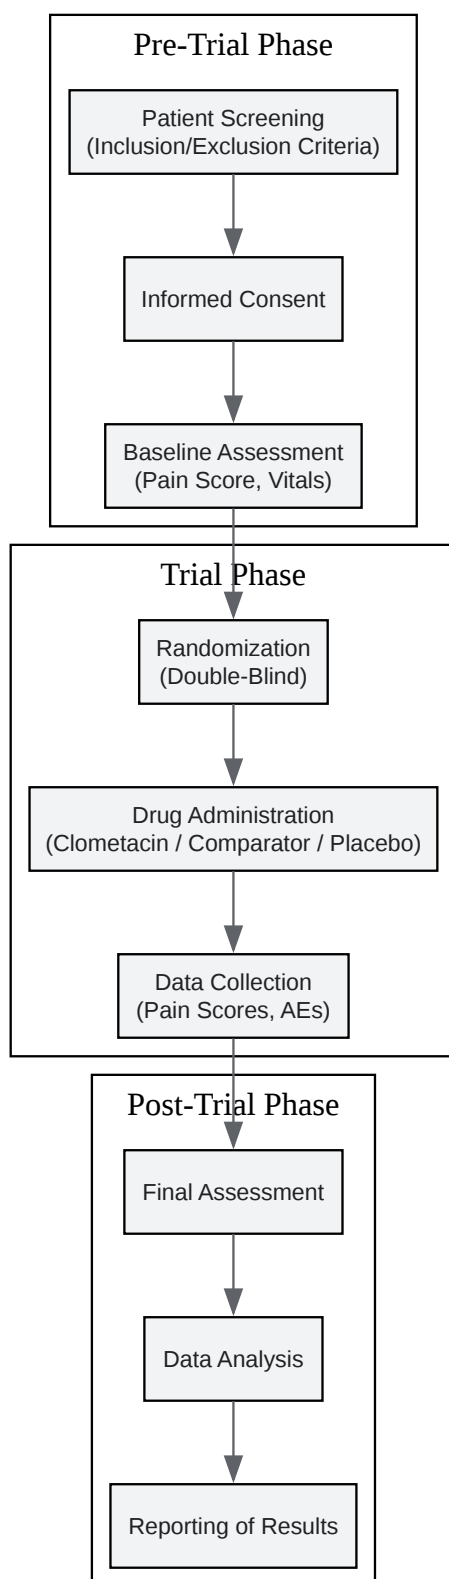 Pre-Trial Phase
Patient Screening
(Inclusion/Exclusion Criteria)
Informed Consent
Baseline Assessment
(Pain Score, Vitals)
Trial Phase
Randomization
(Double-Blind)
Drug Administration
(Clometacin / Comparator / Placebo)
Data Collection
(Pain Scores, AEs)
Post-Trial Phase
Final Assessment
Data Analysis
Reporting of Results